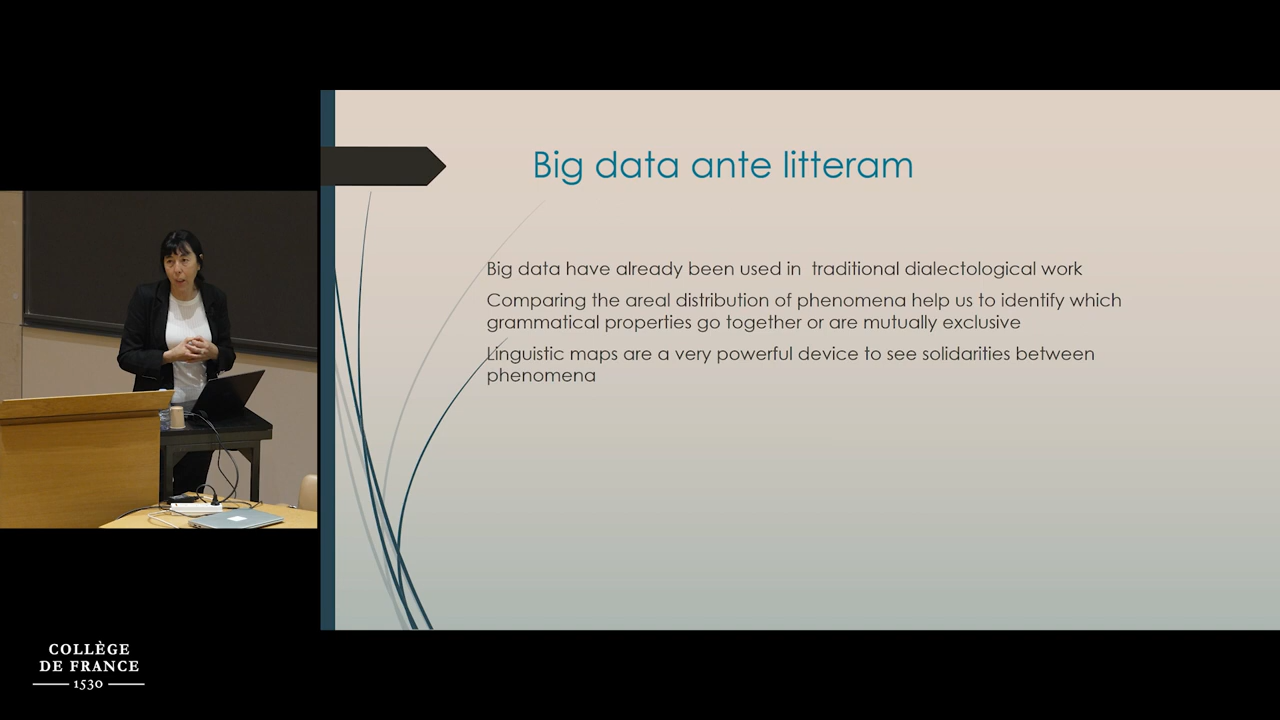 Big data ante litteram
Big data have already been used in traditional dialectological work
Comparing the areal distribution of phenomena help us to identify which
grammatical properties go together or are mutually exclusive
Linguistic maps are a very powerful device to see solidarities between
phenomena
COLLÈGE
DE FRANCE
1530